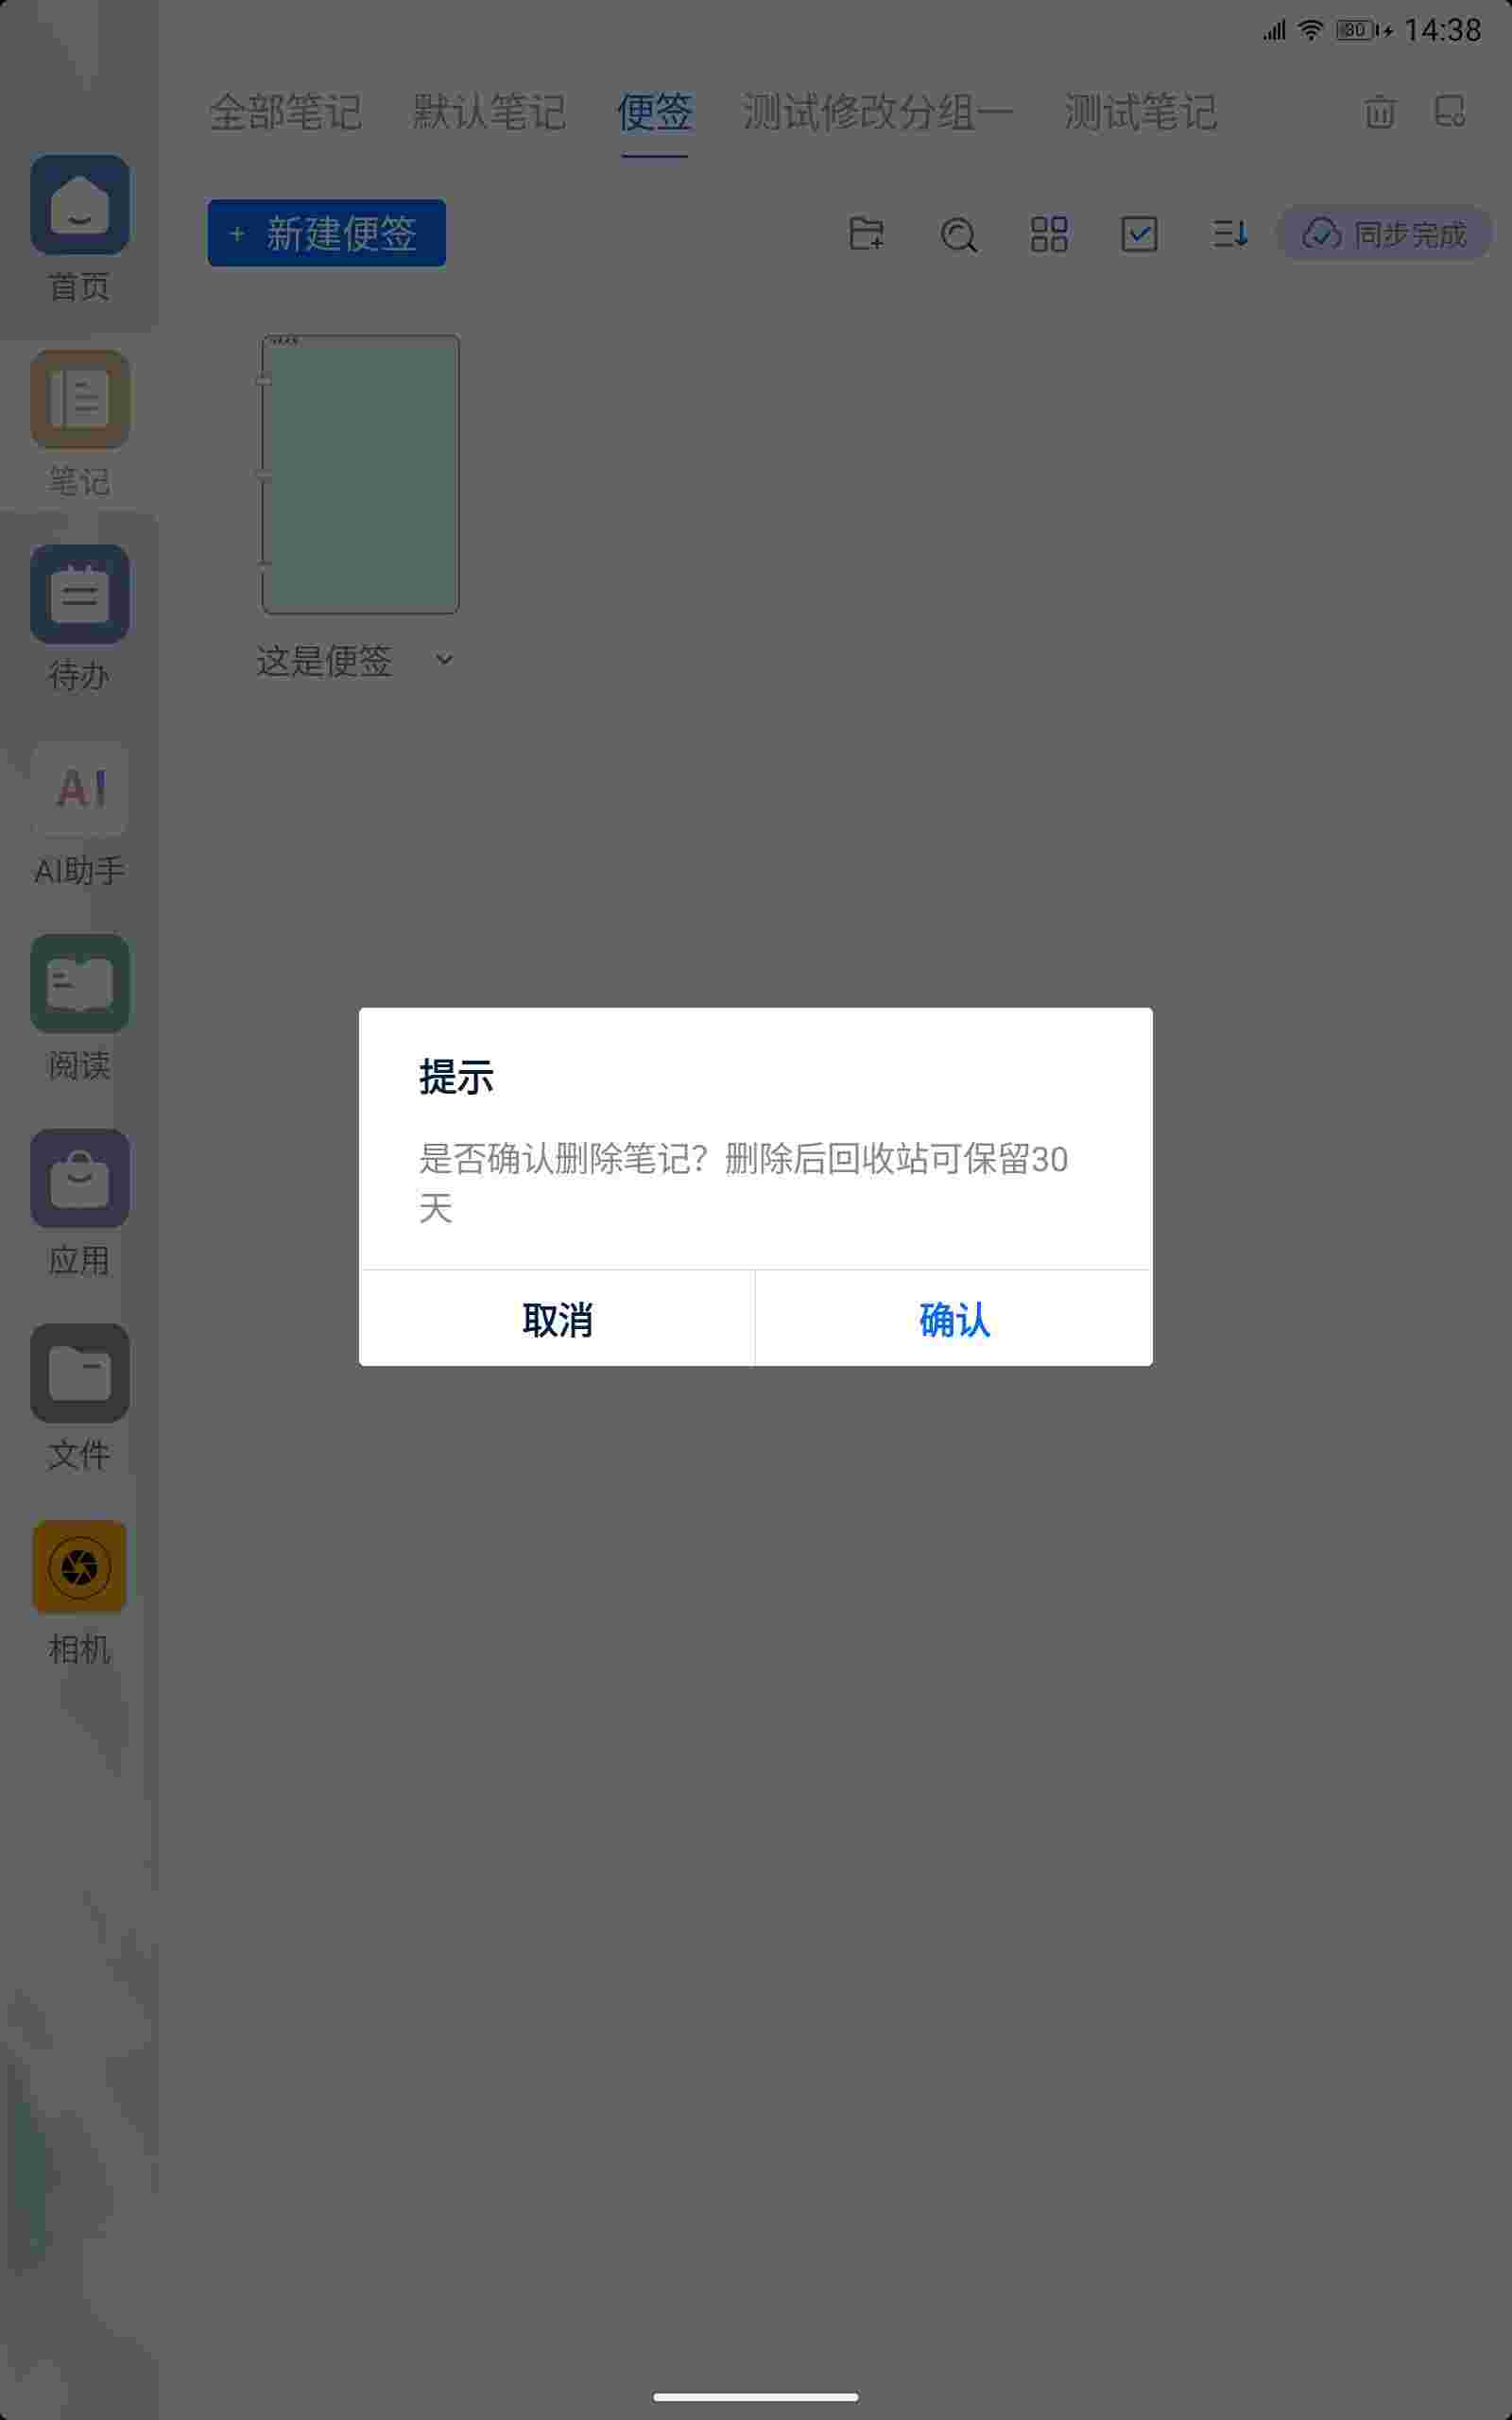 30 14:38
全部笔记 默认笔记 便签 测试修改分组一 测试笔记
+ 新建便签 同步完成
首页
笔记
待办
AI
AI助手
阅读
应用
文件
相机
这是便签
提示
是否确认删除笔记？删除后回收站可保留30
天
取消 确认